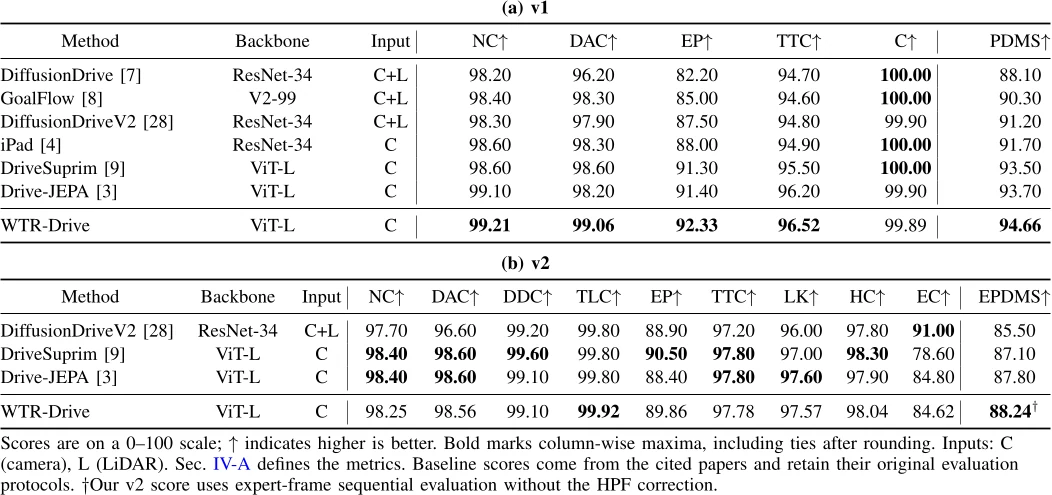 (a) v1
Method Backbone Input NC↑ DAC↑ EP↑ TTC↑ C↑ PDMS↑
DiffusionDrive [7] ResNet-34 C+L 98.20 96.20 82.20 94.70 100.00 88.10
GoalFlow [8] V2-99 C+L 98.40 98.30 85.00 94.60 100.00 90.30
DiffusionDriveV2 [28] ResNet-34 C+L 98.30 97.90 87.50 94.80 99.90 91.20
iPad [4] ResNet-34 C 98.60 98.30 88.00 94.90 100.00 91.70
DriveSuprim [9] ViT-L C 98.60 98.60 91.30 95.50 100.00 93.50
Drive-JEPA [3] ViT-L C 99.10 98.20 91.40 96.20 99.90 93.70
WTR-Drive ViT-L C 99.21 99.06 92.33 96.52 99.89 94.66
(b) v2
Method Backbone Input NC↑ DAC↑ DDC↑ TLC↑ EP↑ TTC↑ LK↑ HC↑ EC↑ EPDMS↑
DiffusionDriveV2 [28] ResNet-34 C+L 97.70 96.60 99.20 99.80 88.90 97.20 96.00 97.80 91.00 85.50
DriveSuprim [9] ViT-L C 98.40 98.60 99.60 99.80 90.50 97.80 97.00 98.30 78.60 87.10
Drive-JEPA [3] ViT-L C 98.40 98.60 99.10 99.80 88.40 97.80 97.60 97.90 84.80 87.80
WTR-Drive ViT-L C 98.25 98.56 99.10 99.92 89.86 97.78 97.57 98.04 84.62 88.24†
Scores are on a 0–100 scale; ↑ indicates higher is better. Bold marks column-wise maxima, including ties after rounding. Inputs: C
(camera), L (LiDAR). Sec. IV-A defines the metrics. Baseline scores come from the cited papers and retain their original evaluation
protocols. †Our v2 score uses expert-frame sequential evaluation without the HPF correction.